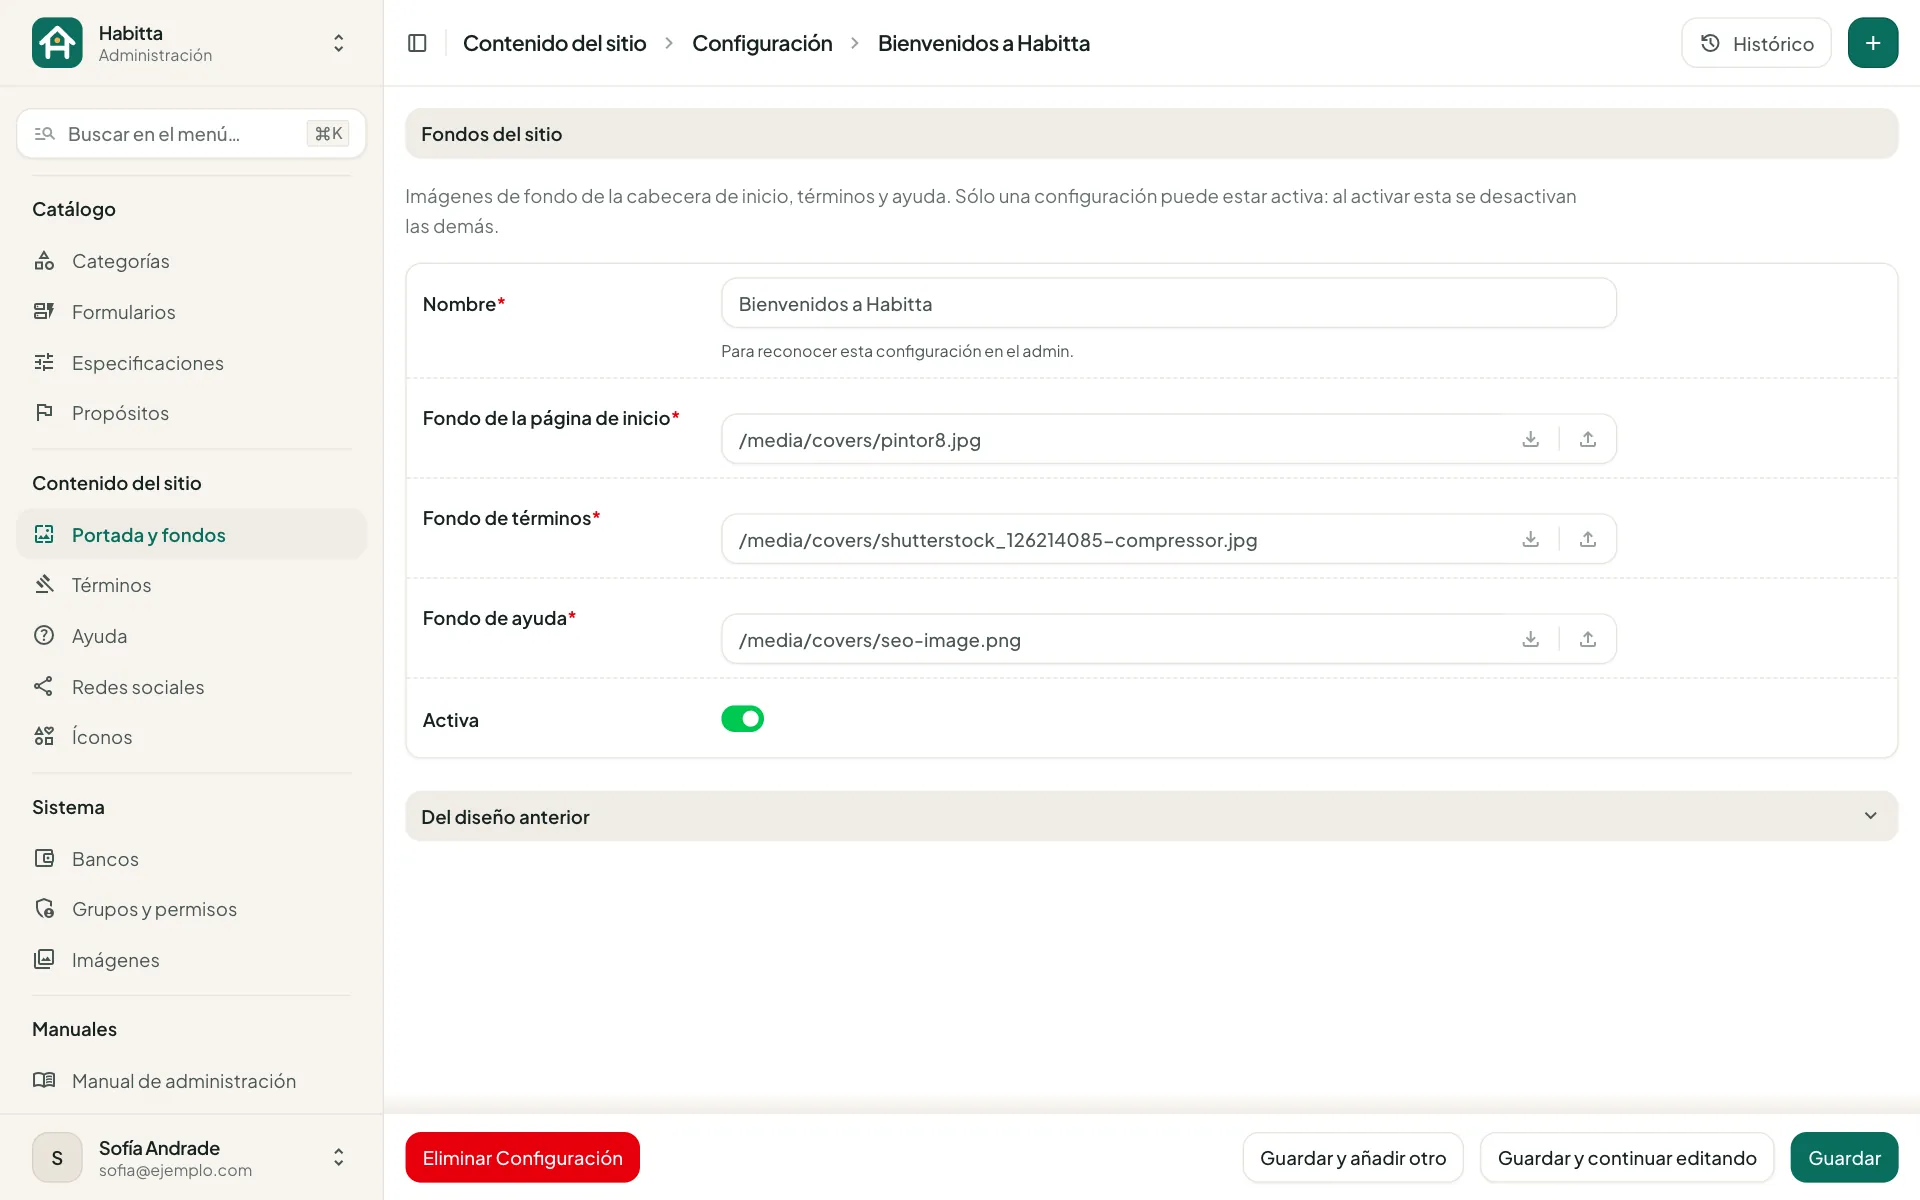 Habitta
Administración
Buscar en el menú...
⌘K
Catálogo
Categorías
Formularios
Especificaciones
Propósitos
Contenido del sitio
Portada y fondos
Términos
Ayuda
Redes sociales
Íconos
Sistema
Bancos
Grupos y permisos
Imágenes
Manuales
Manual de administración
S
Sofía Andrade
sofia@ejemplo.com
Contenido del sitio > Configuración > Bienvenidos a Habitta
Histórico
+
Fondos del sitio
Imágenes de fondo de la cabecera de inicio, términos y ayuda. Sólo una configuración puede estar activa: al activar esta se desactivan
las demás.
Nombre*
Bienvenidos a Habitta
Para reconocer esta configuración en el admin.
Fondo de la página de inicio*
/media/covers/pintor8.jpg
Fondo de términos*
/media/covers/shutterstock_126214085-compressor.jpg
Fondo de ayuda*
/media/covers/seo-image.png
Activa
Del diseño anterior
Eliminar Configuración
Guardar y añadir otro
Guardar y continuar editando
Guardar